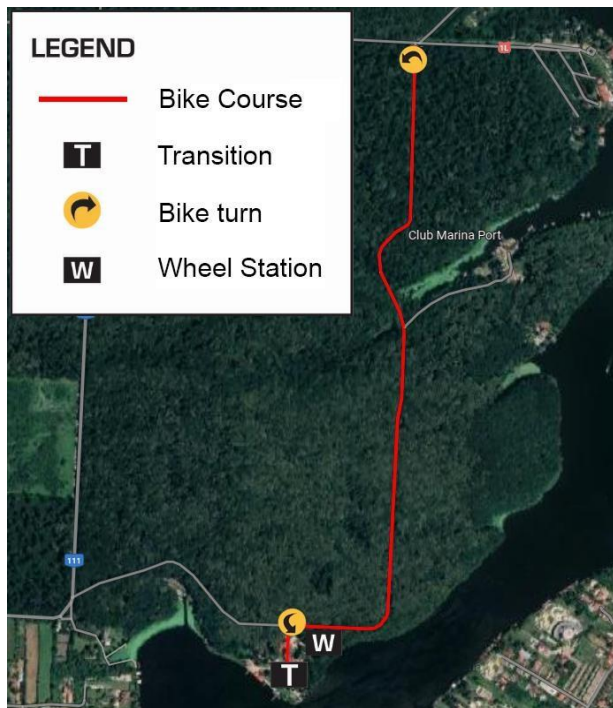 LEGEND
Bike Course
T Transition
Bike turn
W Wheel Station
1L
Club Marina Port
111
W
T